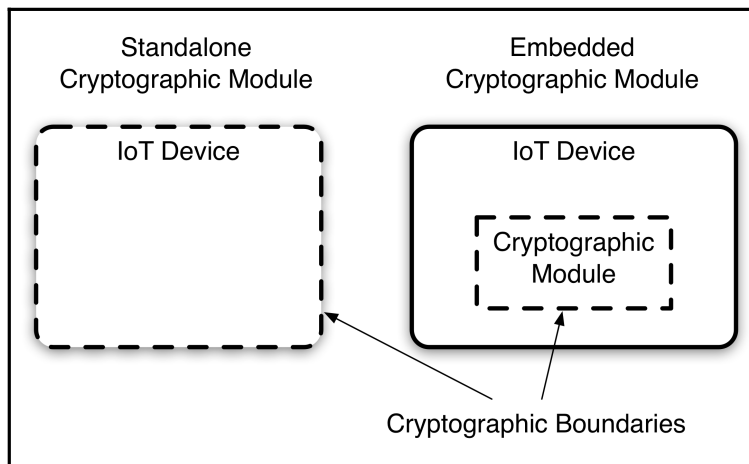 Standalone
Cryptographic Module
Embedded
Cryptographic Module
IoT Device
IoT Device
Cryptographic
Module
Cryptographic Boundaries